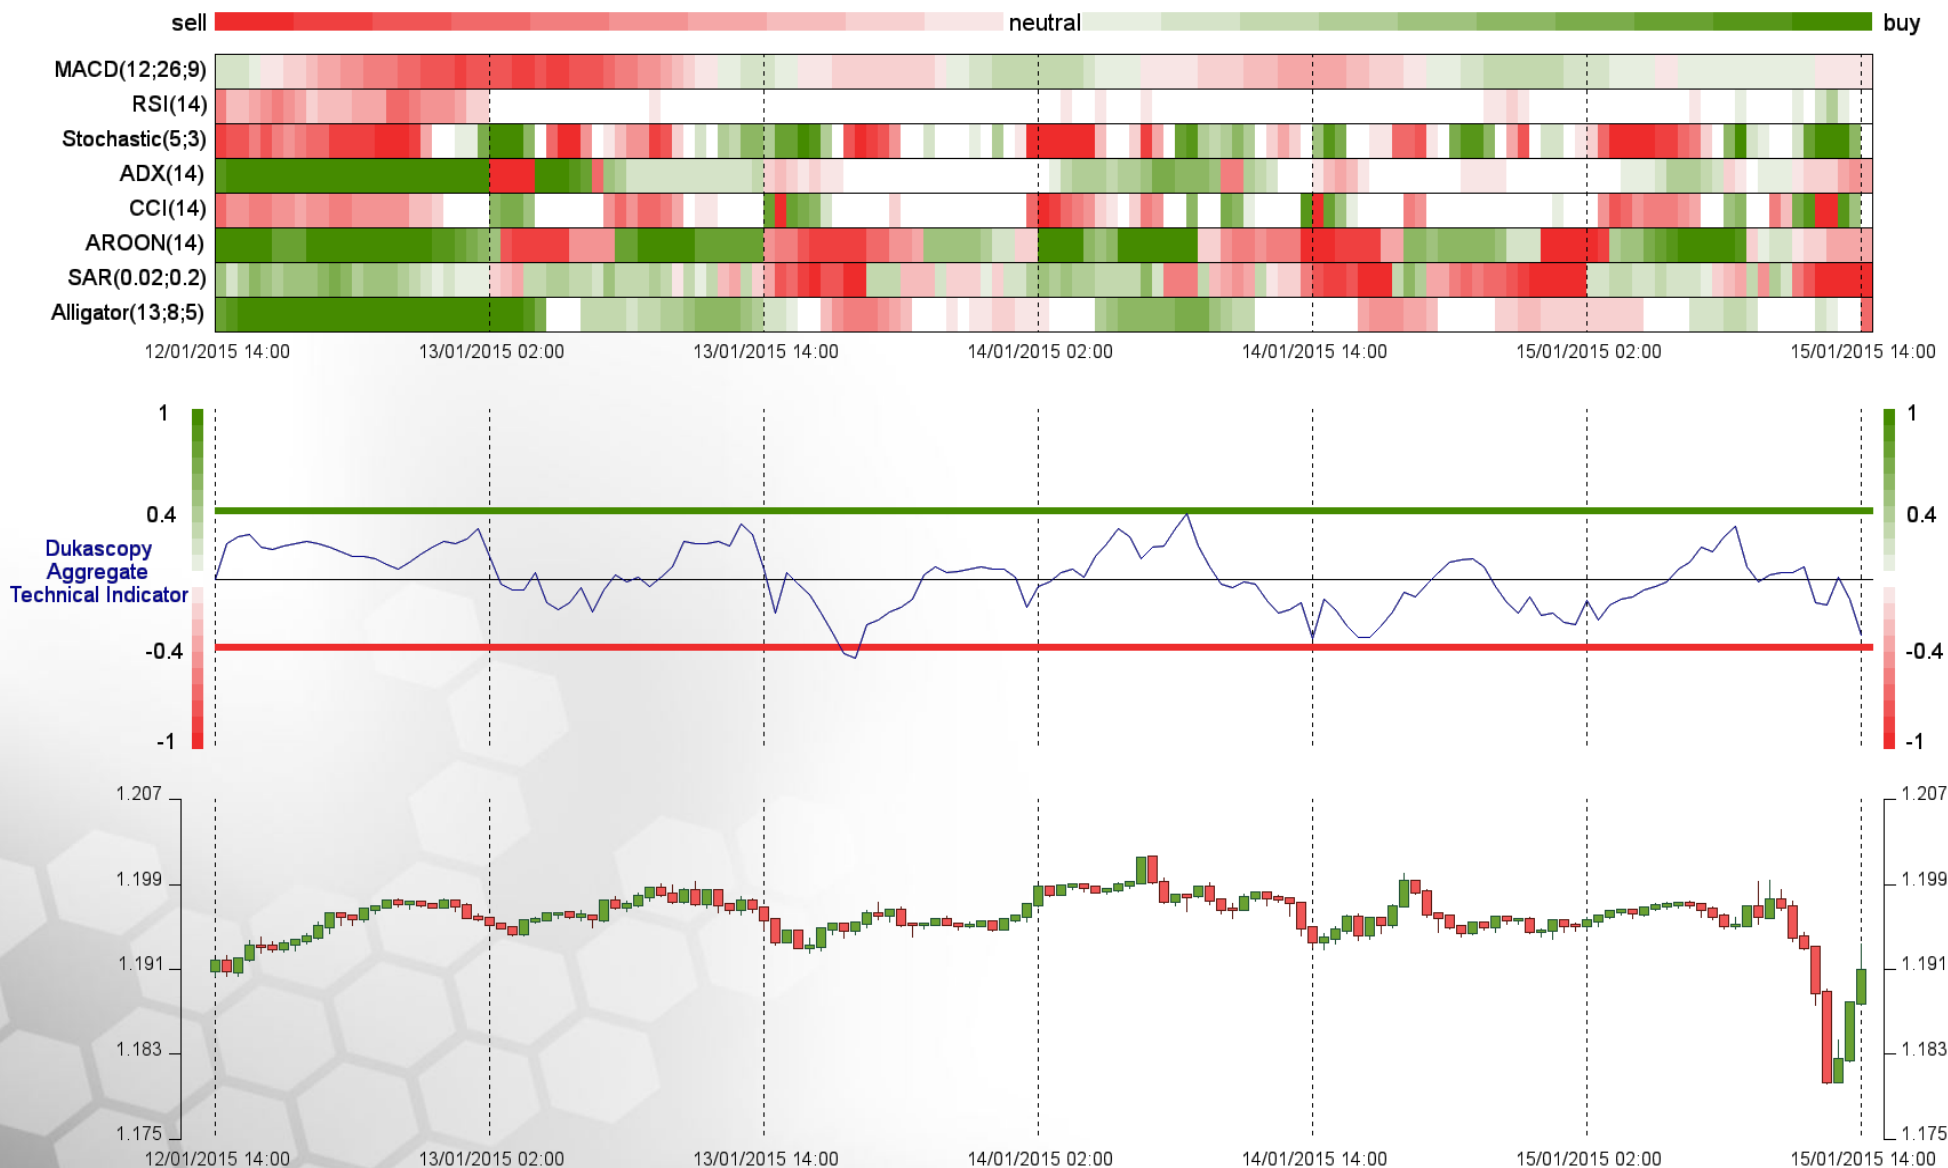 sell neutral buy
MACD(12;26;9)
RSI(14)
Stochastic(5;3)
ADX(14)
CCI(14)
AROON(14)
SAR(0.02;0.2)
Alligator(13;8;5)
12/01/2015 14:00 13/01/2015 02:00 13/01/2015 14:00 14/01/2015 02:00 14/01/2015 14:00 15/01/2015 02:00 15/01/2015 14:00
1 1
0.4 0.4
Dukascopy
Aggregate
Technical Indicator
-0.4 -0.4
-1 -1
1.207 1.207
1.199 1.199
1.191 1.191
1.183 1.183
1.175 1.175
12/01/2015 14:00 13/01/2015 02:00 13/01/2015 14:00 14/01/2015 02:00 14/01/2015 14:00 15/01/2015 02:00 15/01/2015 14:00